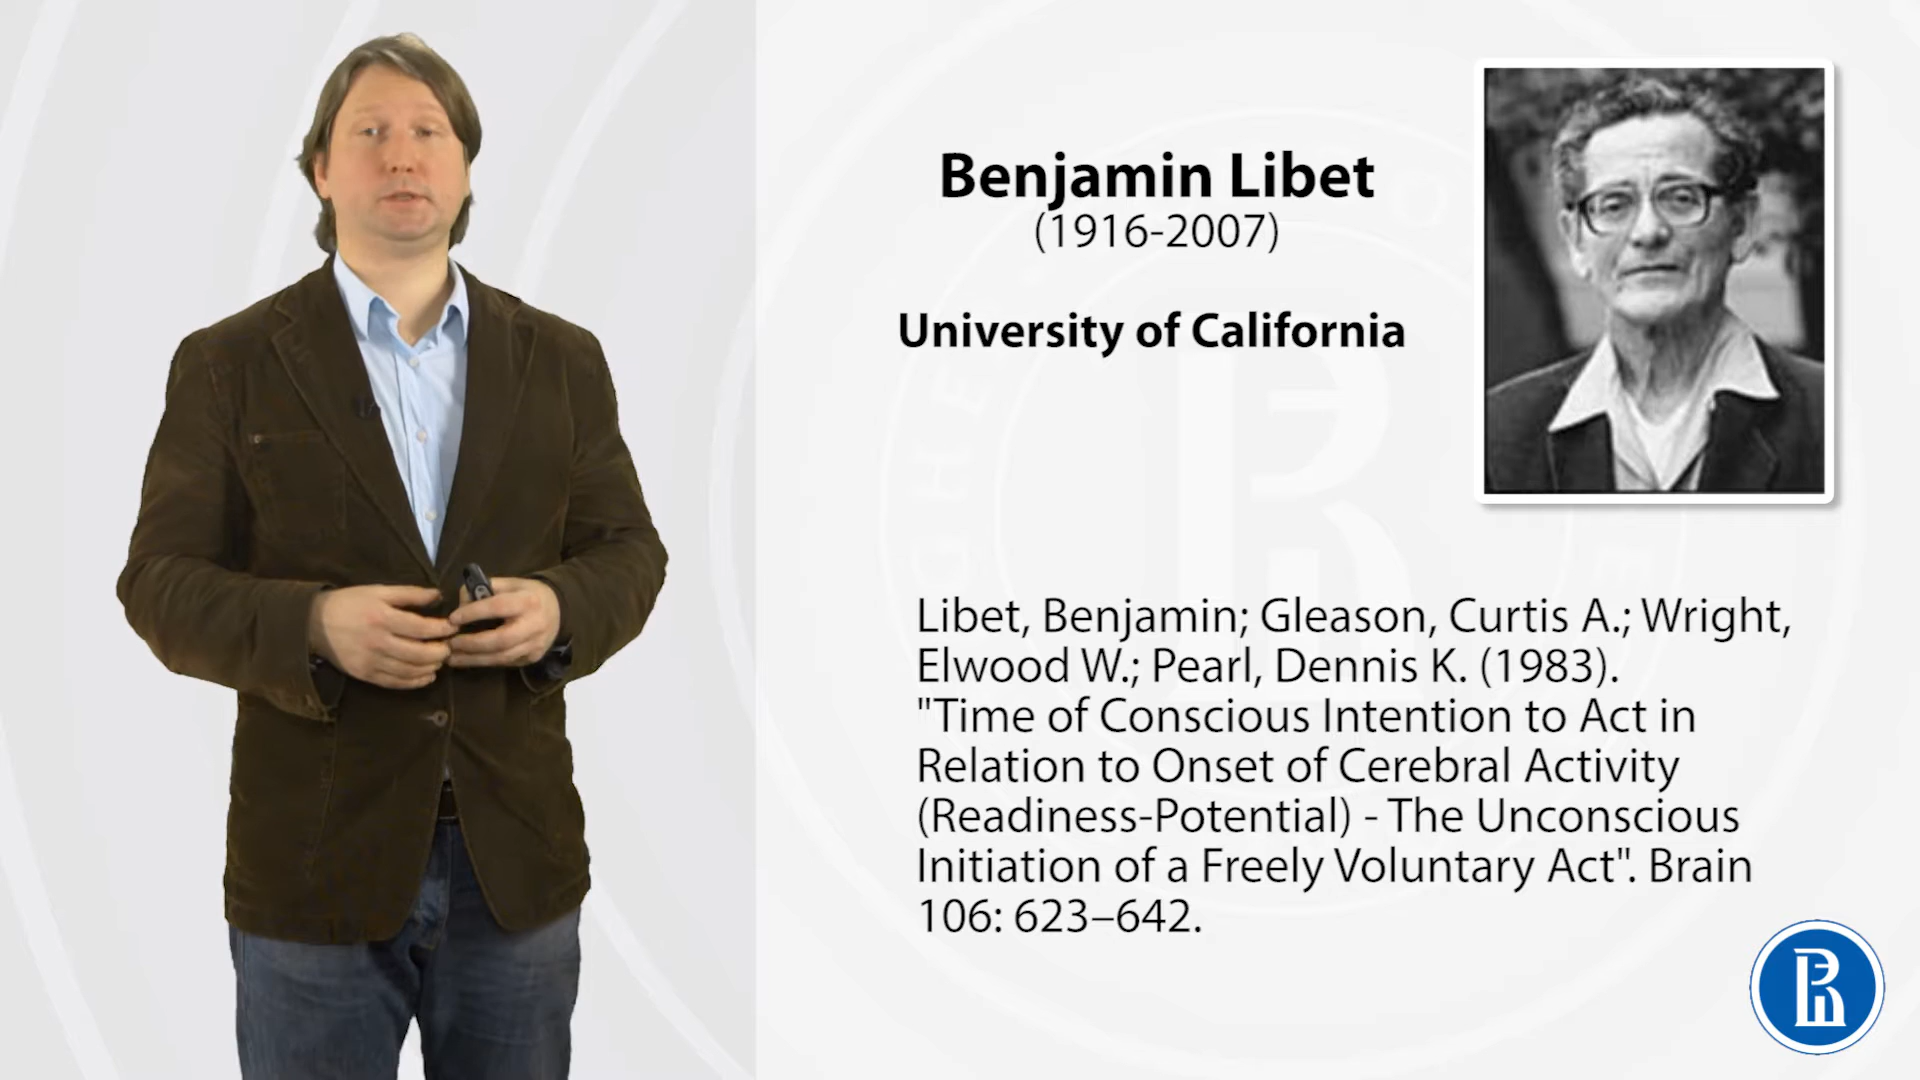 Benjamin Libet
(1916-2007)
University of California
Libet, Benjamin; Gleason, Curtis A.; Wright,
Elwood W.; Pearl, Dennis K. (1983).
"Time of Conscious Intention to Act in
Relation to Onset of Cerebral Activity
(Readiness-Potential) - The Unconscious
Initiation of a Freely Voluntary Act". Brain
106: 623–642.